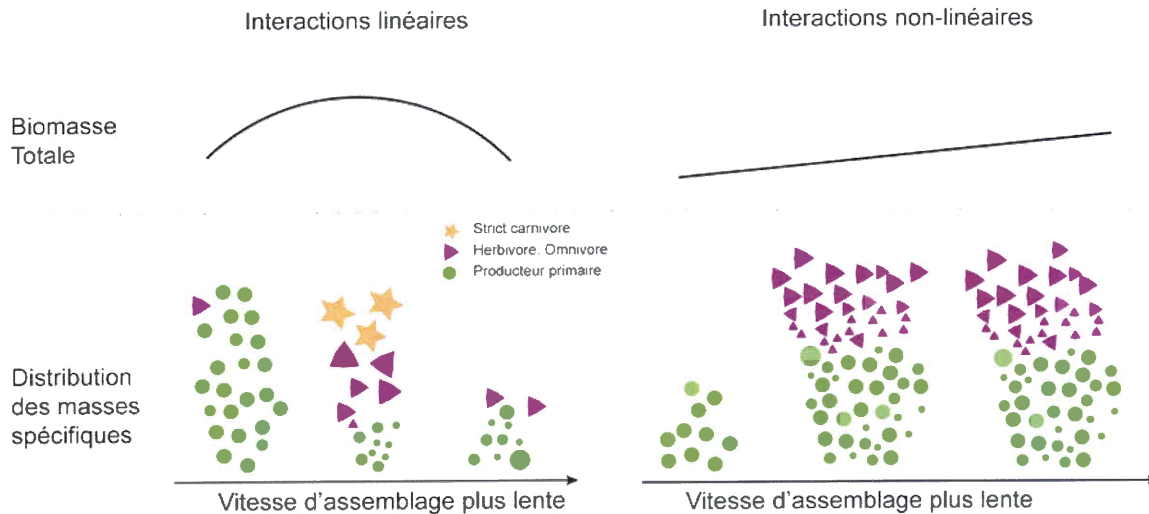 Interactions linéaires
Interactions non-linéaires
Biomasse
Totale
Strict carnivore
Herbivore, Omnivore
Producteur primaire
Distribution
des masses
spécifiques
Vitesse d'assemblage plus lente
Vitesse d'assemblage plus lente